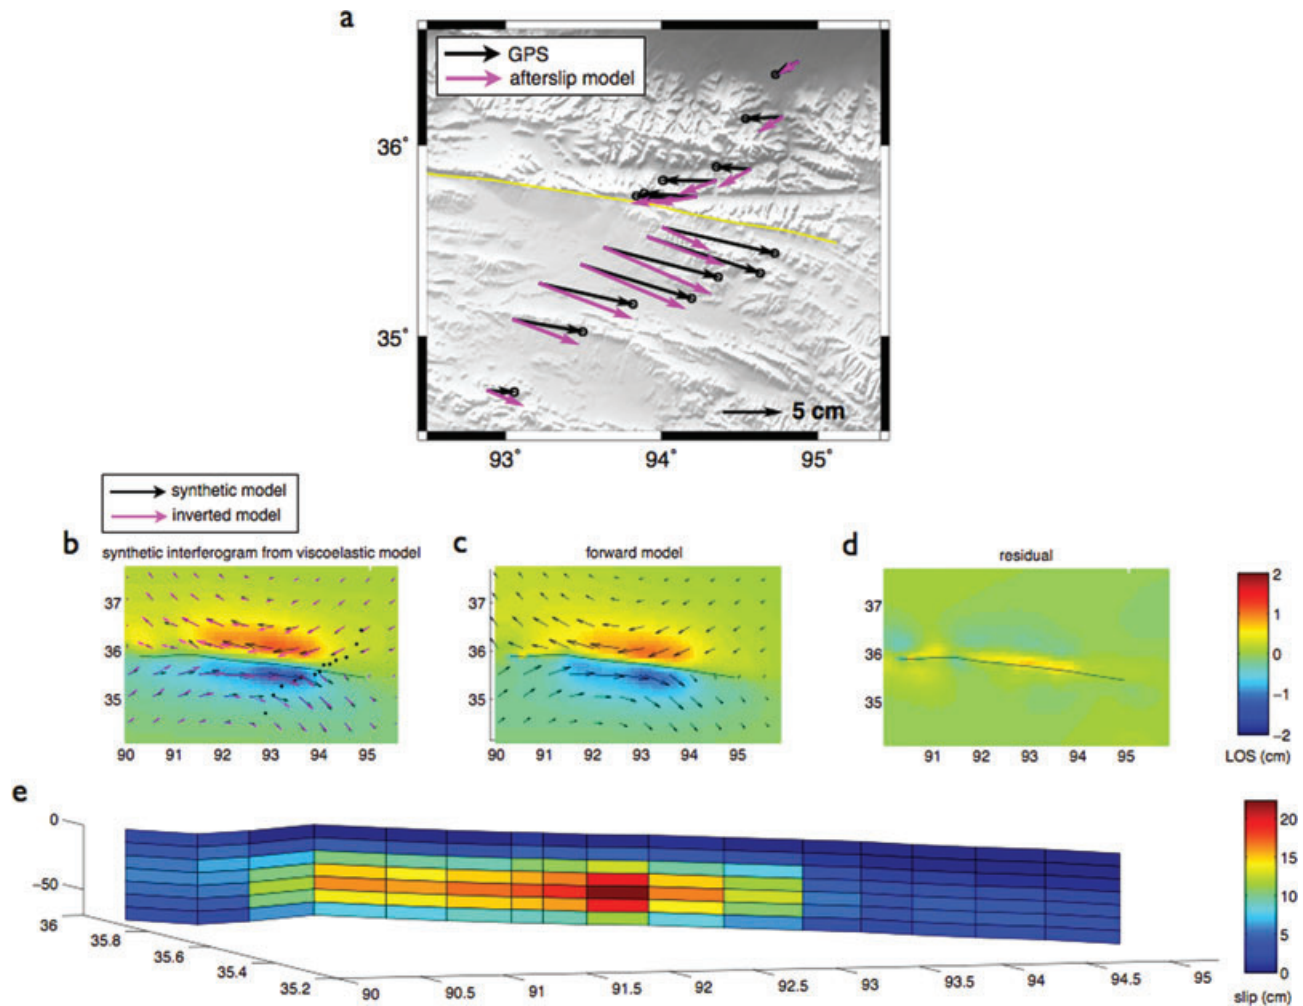 a
GPS
afterslip model
36°
35°
5 cm
93° 94° 95°
synthetic model
inverted model
b synthetic interferogram from viscoelastic model
37
36
35
90 91 92 93 94 95
c forward model
37
36
35
90 91 92 93 94 95
d residual
37
36
35
91 92 93 94 95
2
1
0
−1
−2
LOS (cm)
e
0
−50
36
35.8
35.6
35.4
35.2
90 90.5 91 91.5 92 92.5 93 93.5 94 94.5 95
20
15
10
5
0
slip (cm)